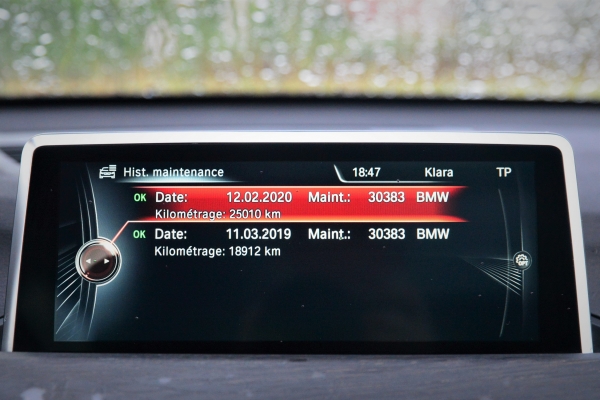 Hist. maintenance 18:47 Klara TP
OK Date: 12.02.2020 Maint.: 30383 BMW
Kilométrage: 25010 km
OK Date: 11.03.2019 Maint.: 30383 BMW
Kilométrage: 18912 km